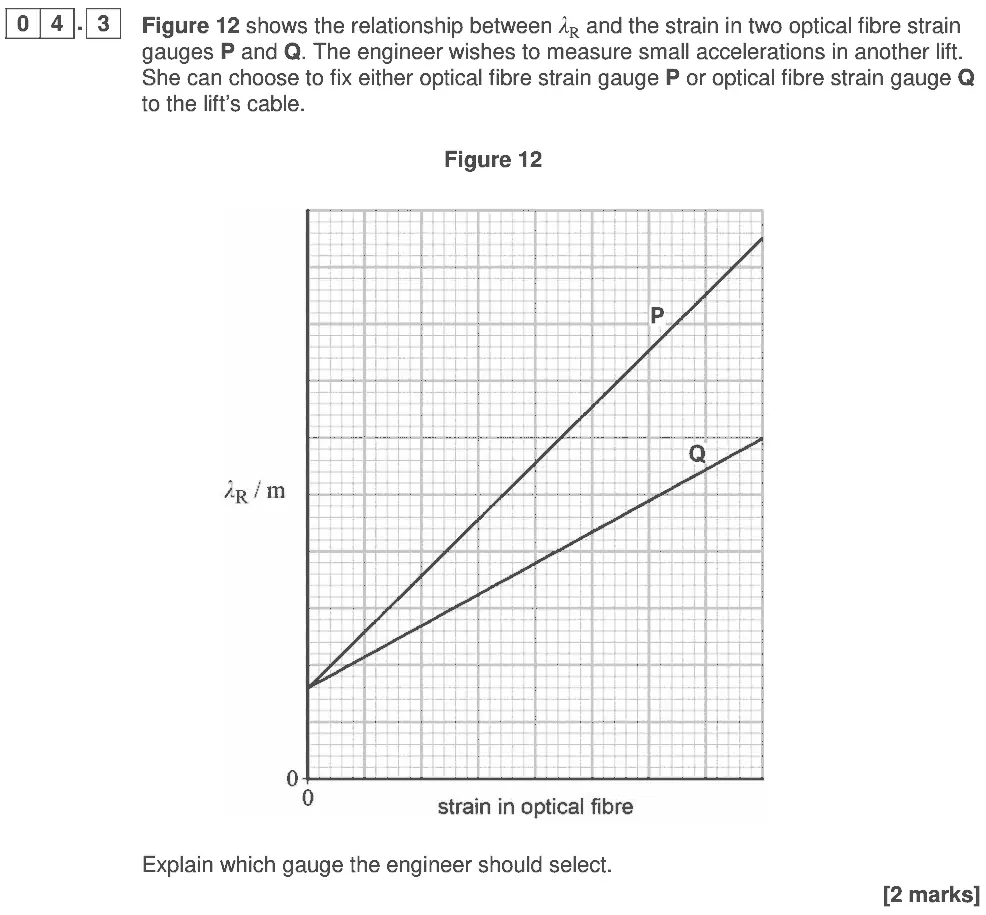 0 4 . 3 Figure 12 shows the relationship between λR and the strain in two optical fibre strain
gauges P and Q. The engineer wishes to measure small accelerations in another lift.
She can choose to fix either optical fibre strain gauge P or optical fibre strain gauge Q
to the lift's cable.
Figure 12
P
Q
λR / m
0
0
strain in optical fibre
Explain which gauge the engineer should select.
[2 marks]